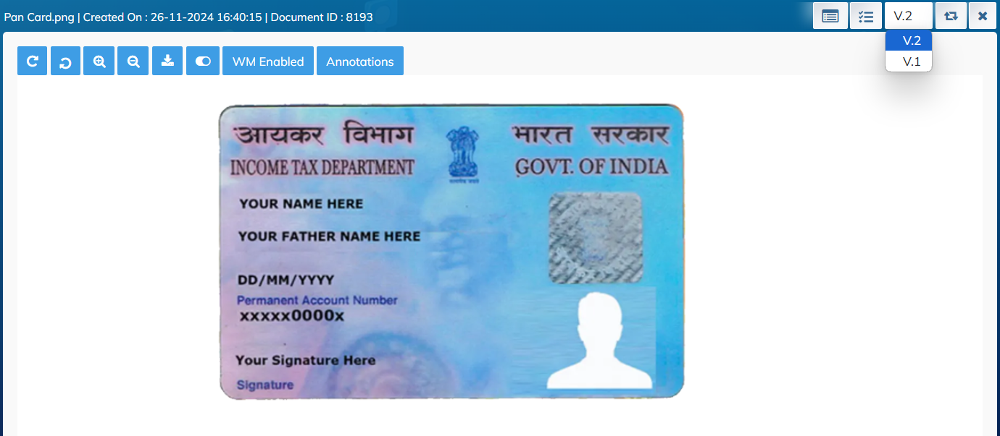 Pan Card.png | Created On : 26-11-2024 16:40:15 | Document ID : 8193
V.2
V.2
V.1
WM Enabled
Annotations
आयकर विभाग
भारत सरकार
INCOME TAX DEPARTMENT
GOVT. OF INDIA
YOUR NAME HERE
YOUR FATHER NAME HERE
DD/MM/YYYY
Permanent Account Number
xxxxx0000x
Your Signature Here
Signature